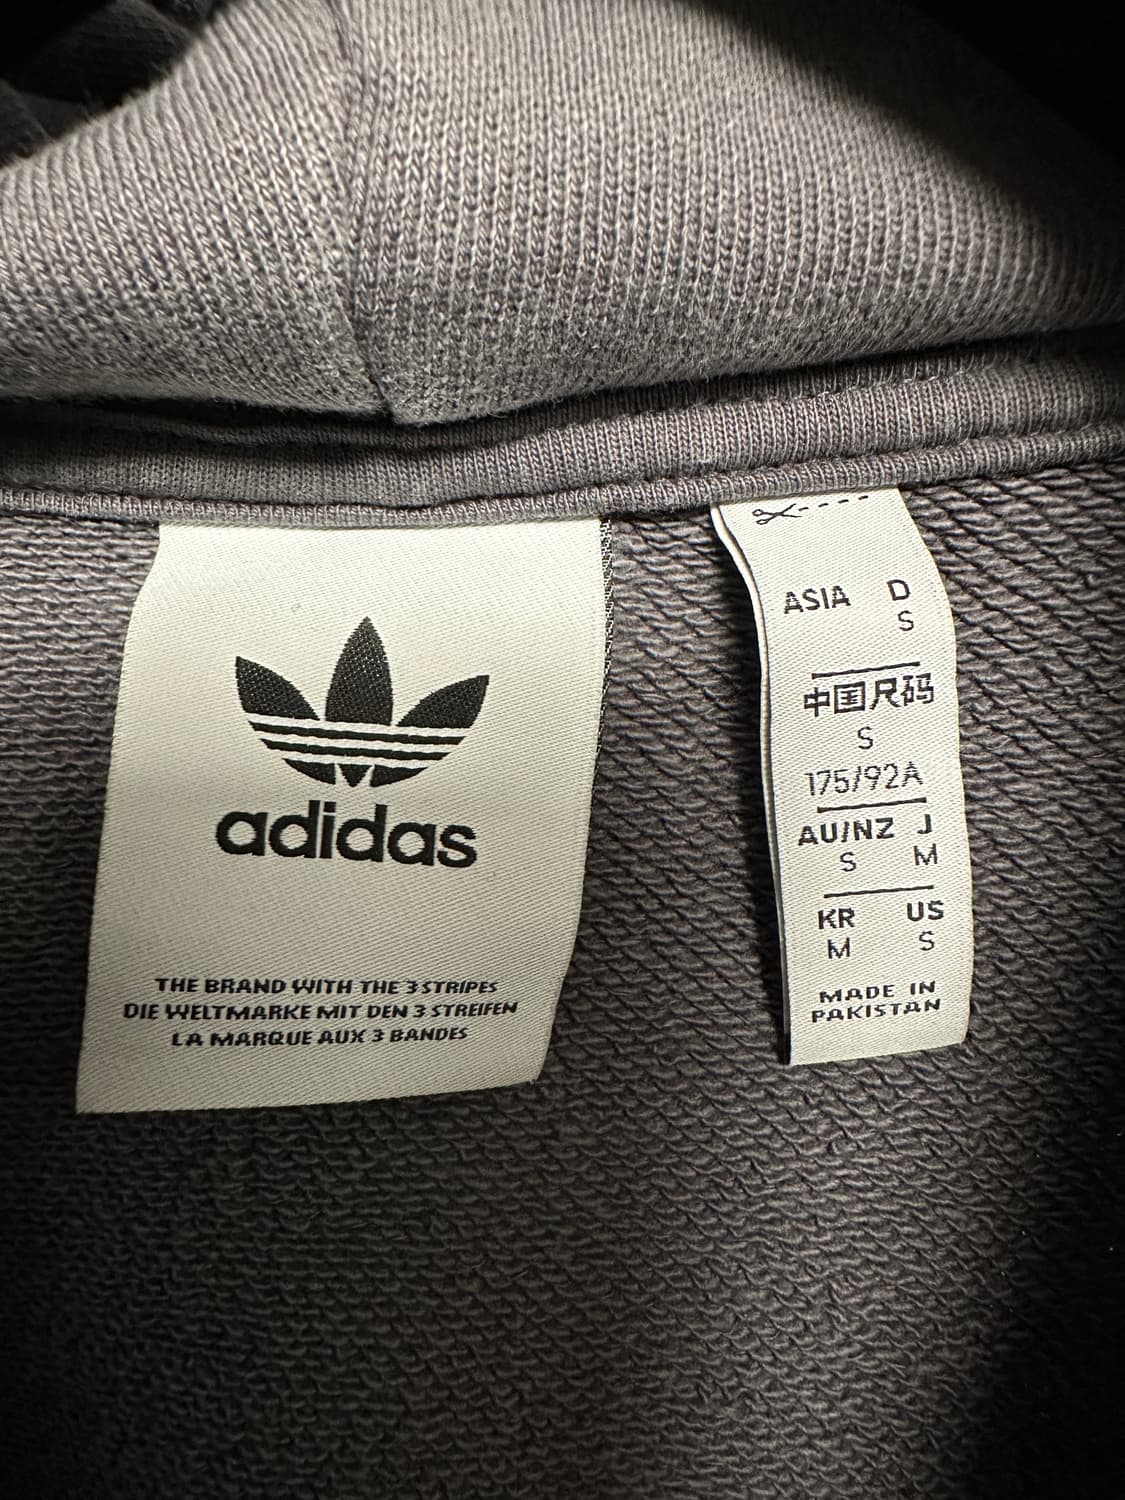 adidas
THE BRAND WITH THE 3 STRIPES
DIE WELTMARKE MIT DEN 3 STREIFEN
LA MARQUE AUX 3 BANDES
ASIA D
S
中国尺码
S
175/92A
AU/NZ J
S M
KR US
M S
MADE IN
PAKISTAN